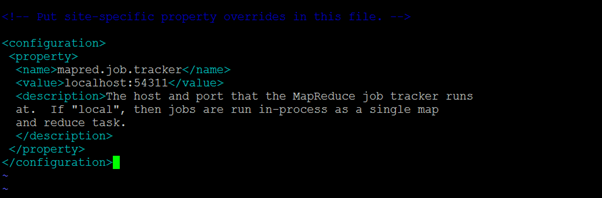 <!-- Put site-specific property overrides in this file. -->
<configuration>
<property>
<name>mapred.job.tracker</name>
<value>localhost:54311</value>
<description>The host and port that the MapReduce job tracker runs
at.  If "local", then jobs are run in-process as a single map
and reduce task.
</description>
</property>
</configuration>
~
~